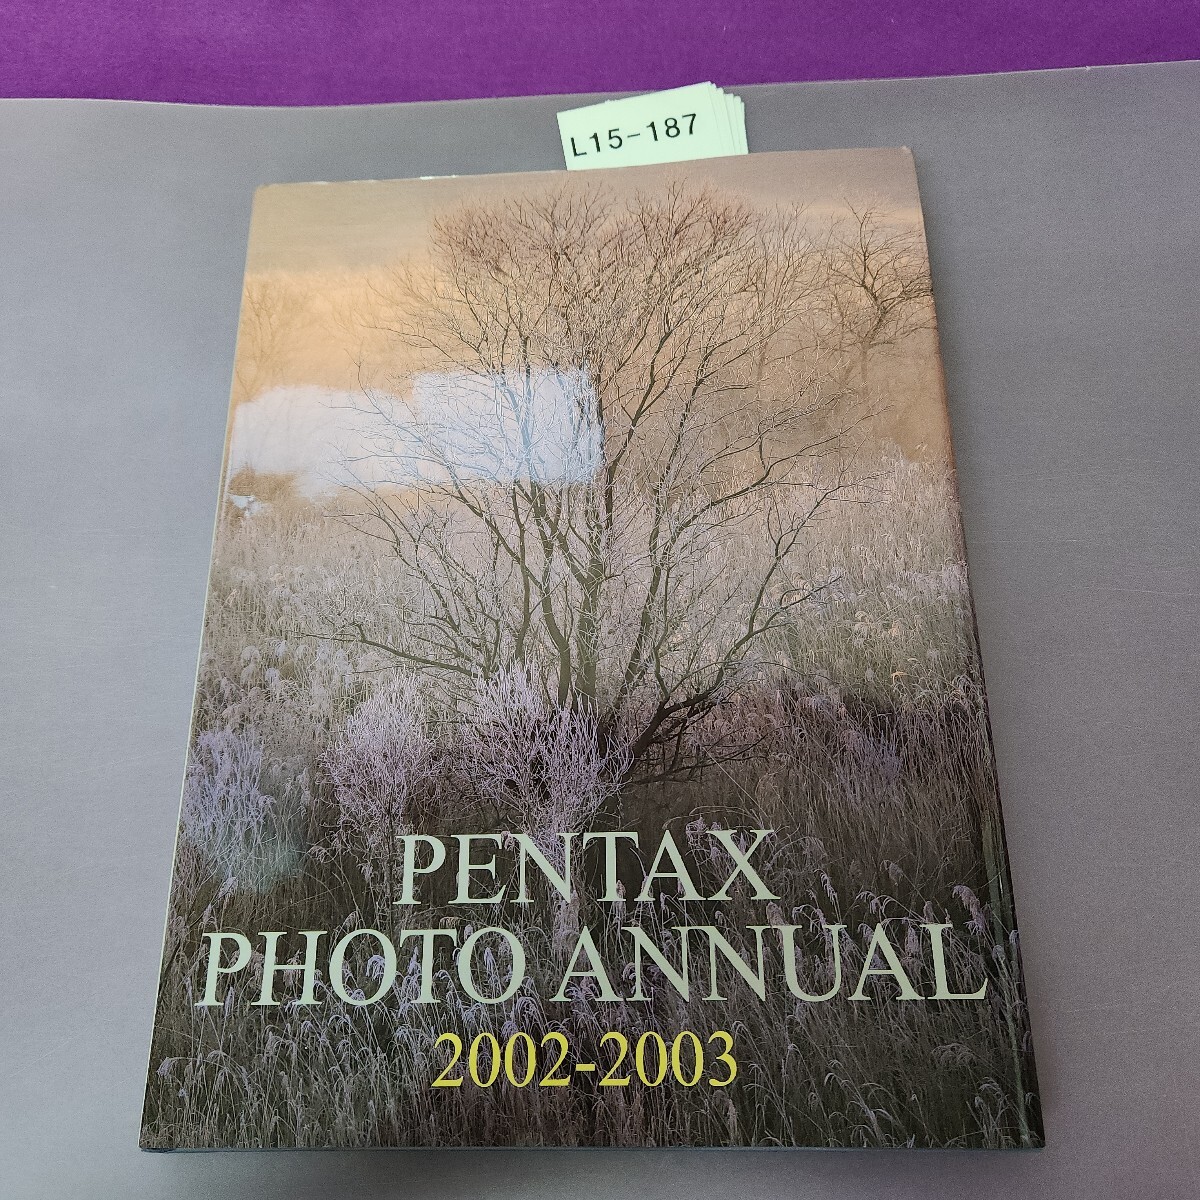 L15-187
PENTAX
PHOTO ANNUAL
2002-2003